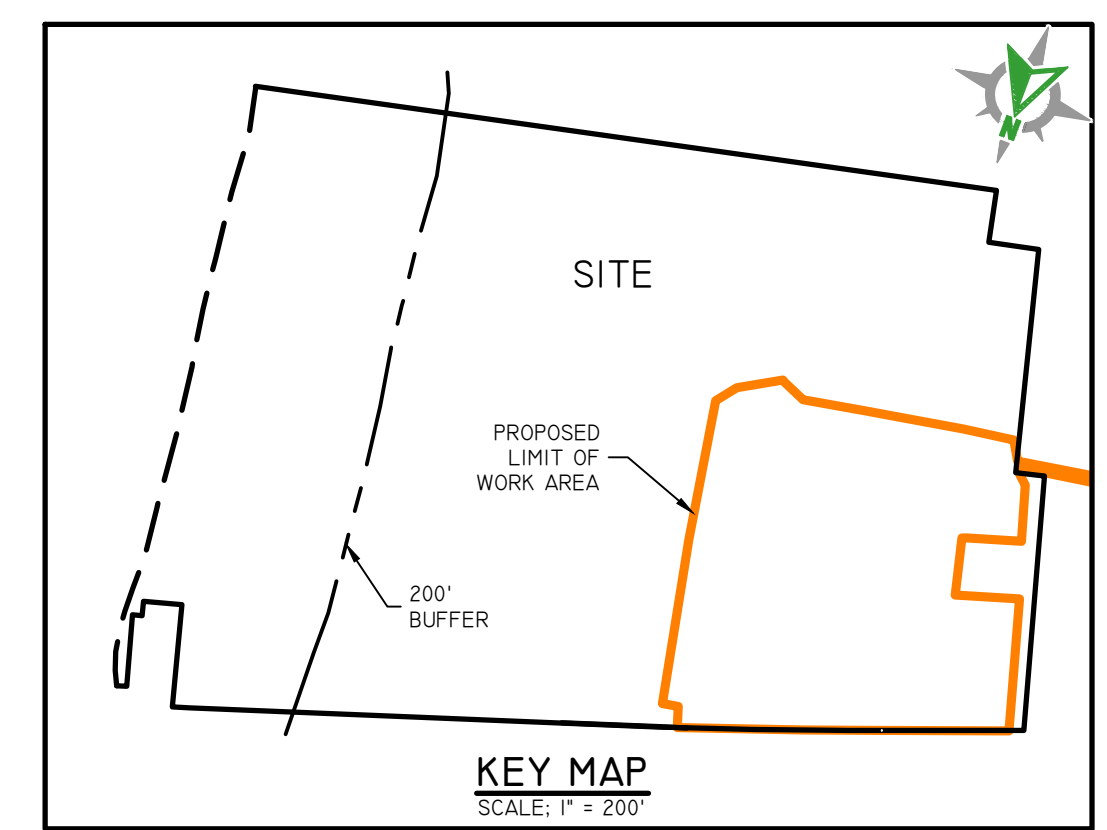 N
SITE
PROPOSED
LIMIT OF
WORK AREA
200'
BUFFER
KEY MAP
SCALE; 1" = 200'